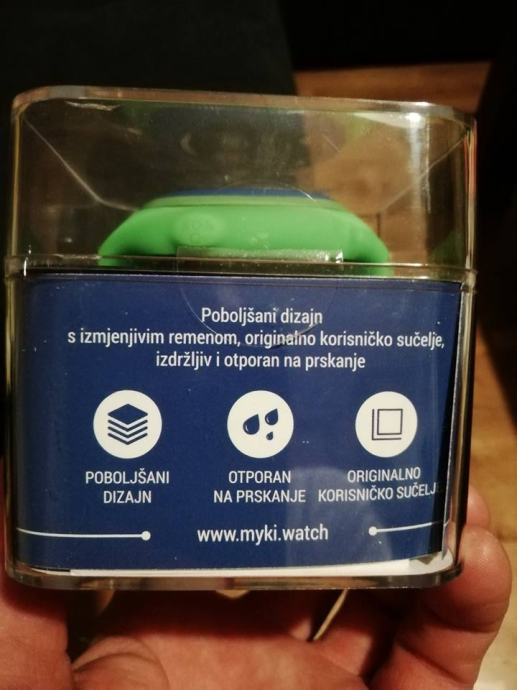 Poboljšani dizajn
s izmjenjivim remenom, originalno korisničko sučelje,
izdržljiv i otporan na prskanje
POBOLJŠANI
DIZAJN
OTPORAN
NA PRSKANJE
ORIGINALNO
KORISNIČKO SUČELJE
www.myki.watch